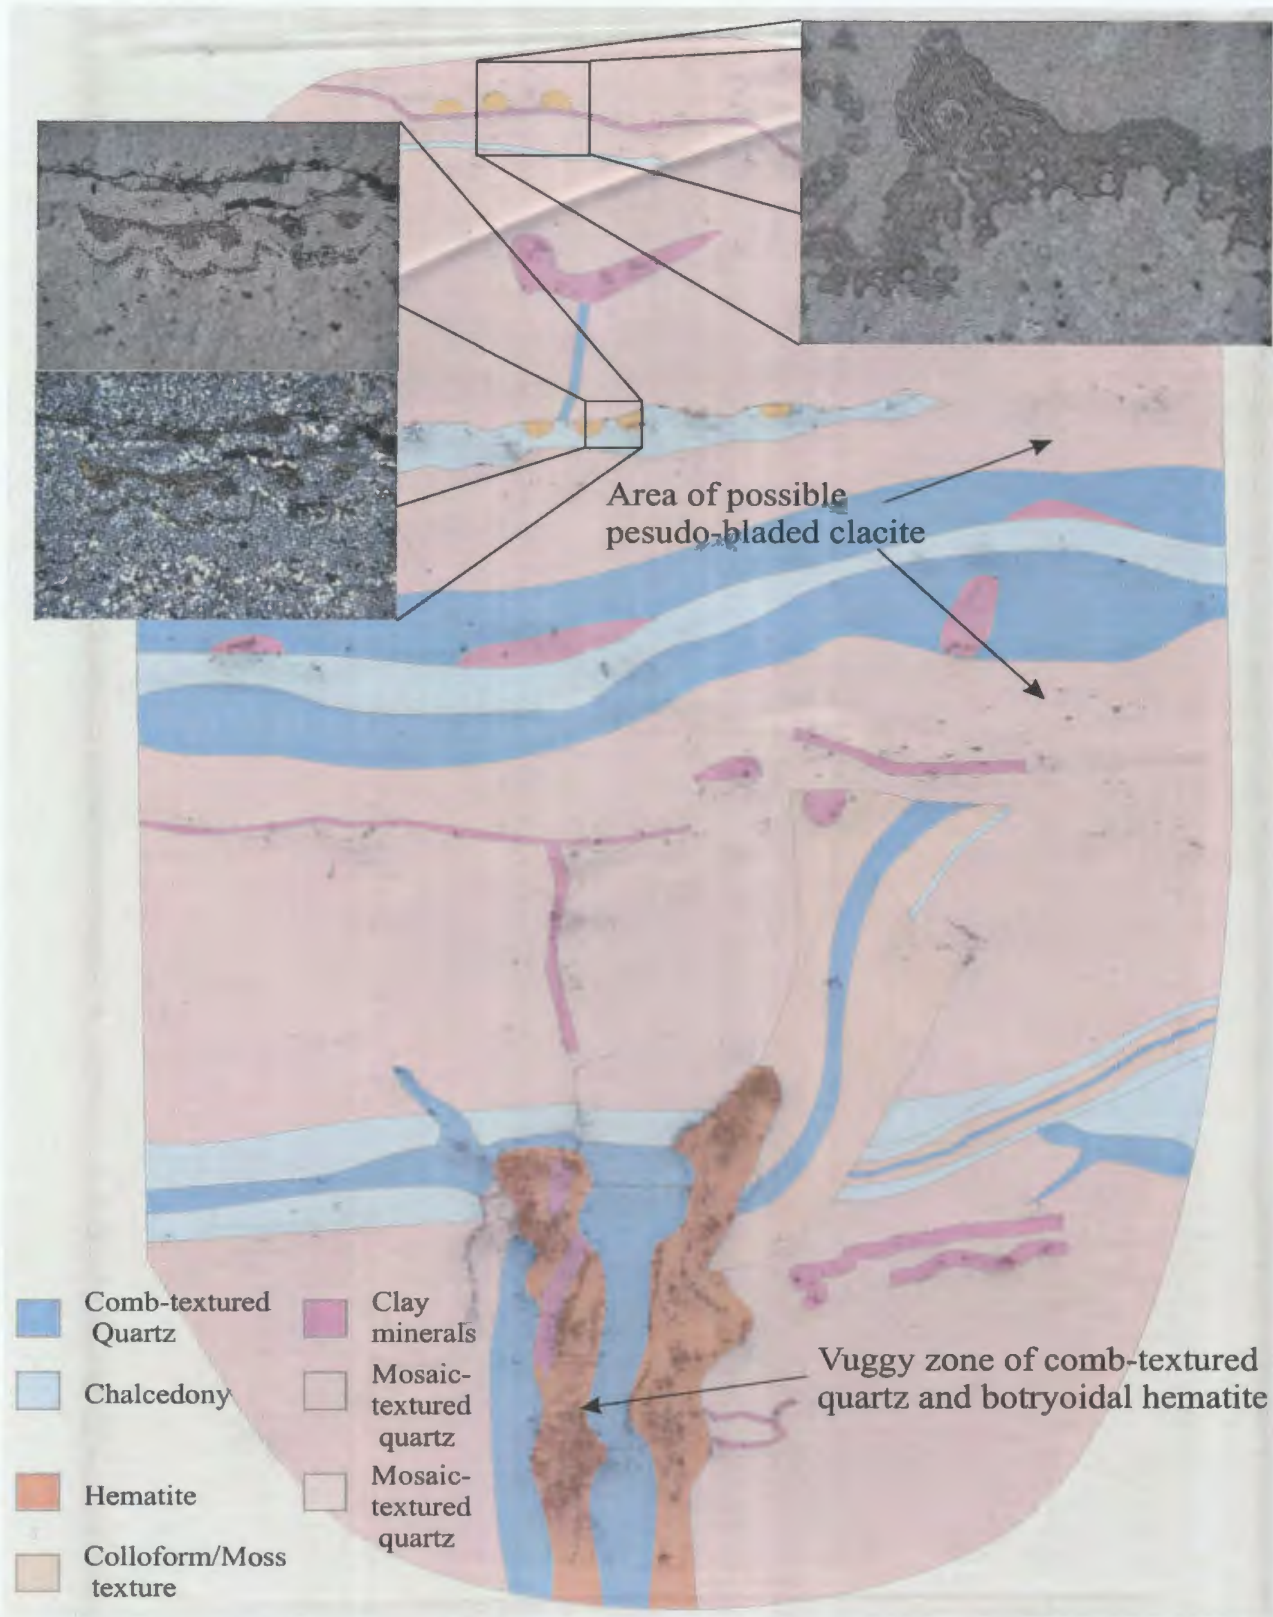 Area of possible
pesudo-bladed clacite
Vuggy zone of comb-textured
quartz and botryoidal hematite
Comb-textured
Quartz
Chalcedony
Hematite
Colloform/Moss
texture
Clay
minerals
Mosaic-
textured
quartz
Mosaic-
textured
quartz